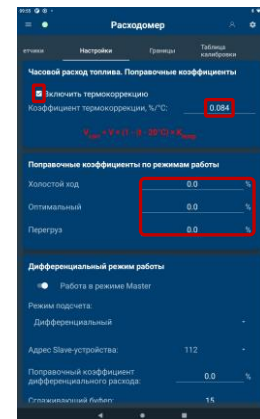 09:55
Расходомер
етчики Настройки Границы Таблица
калибровки
Часовой расход топлива. Поправочные коэффициенты
Включить термокоррекцию
Коэффициент термокоррекции, %/°C: 0.084
Поправочные коэффициенты по режимам работы
Холостой ход 0.0 %
Оптимальный 0.0 %
Перегруз 0.0 %
Дифференциальный режим работы
Работа в режиме Master
Режим подсчета:
Дифференциальный
Адрес Slave-устройства: 112
Поправочный коэффициент
дифференциального расхода: 0.0 %
Сглаживающий буфер: 15